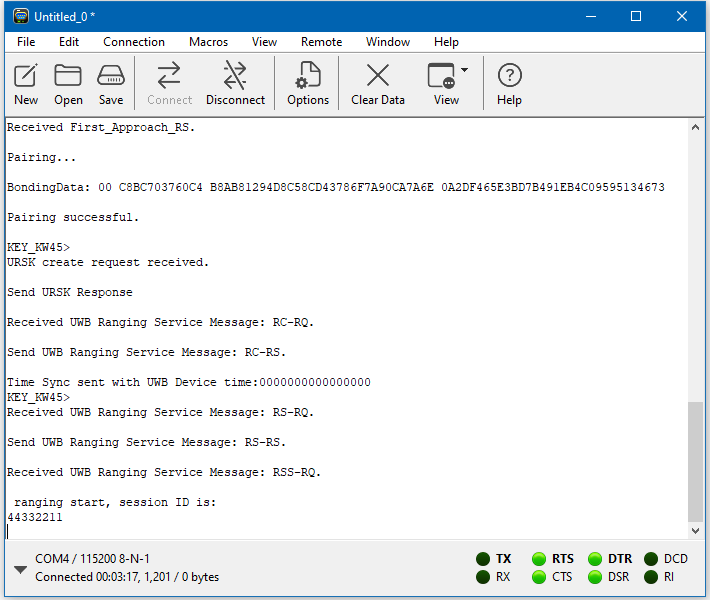 Untitled_0 *
File Edit Connection Macros View Remote Window Help
New Open Save Connect Disconnect Options Clear Data View Help
Received First_Approach_RS.
Pairing...
BondingData: 00 C8BC703760C4 B8AB81294D8C58CD43786F7A90CA7A6E 0A2DF465E3BD7B491EB4C09595134673
Pairing successful.
KEY_KW45>
URSK create request received.
Send URSK Response
Received UWB Ranging Service Message: RC-RQ.
Send UWB Ranging Service Message: RC-RS.
Time Sync sent with UWB Device time:0000000000000000
KEY_KW45>
Received UWB Ranging Service Message: RS-RQ.
Send UWB Ranging Service Message: RS-RS.
Received UWB Ranging Service Message: RSS-RQ.
ranging start, session ID is:
44332211
COM4 / 115200 8-N-1
Connected 00:03:17, 1,201 / 0 bytes
TX RTS DTR DCD
RX CTS DSR RI